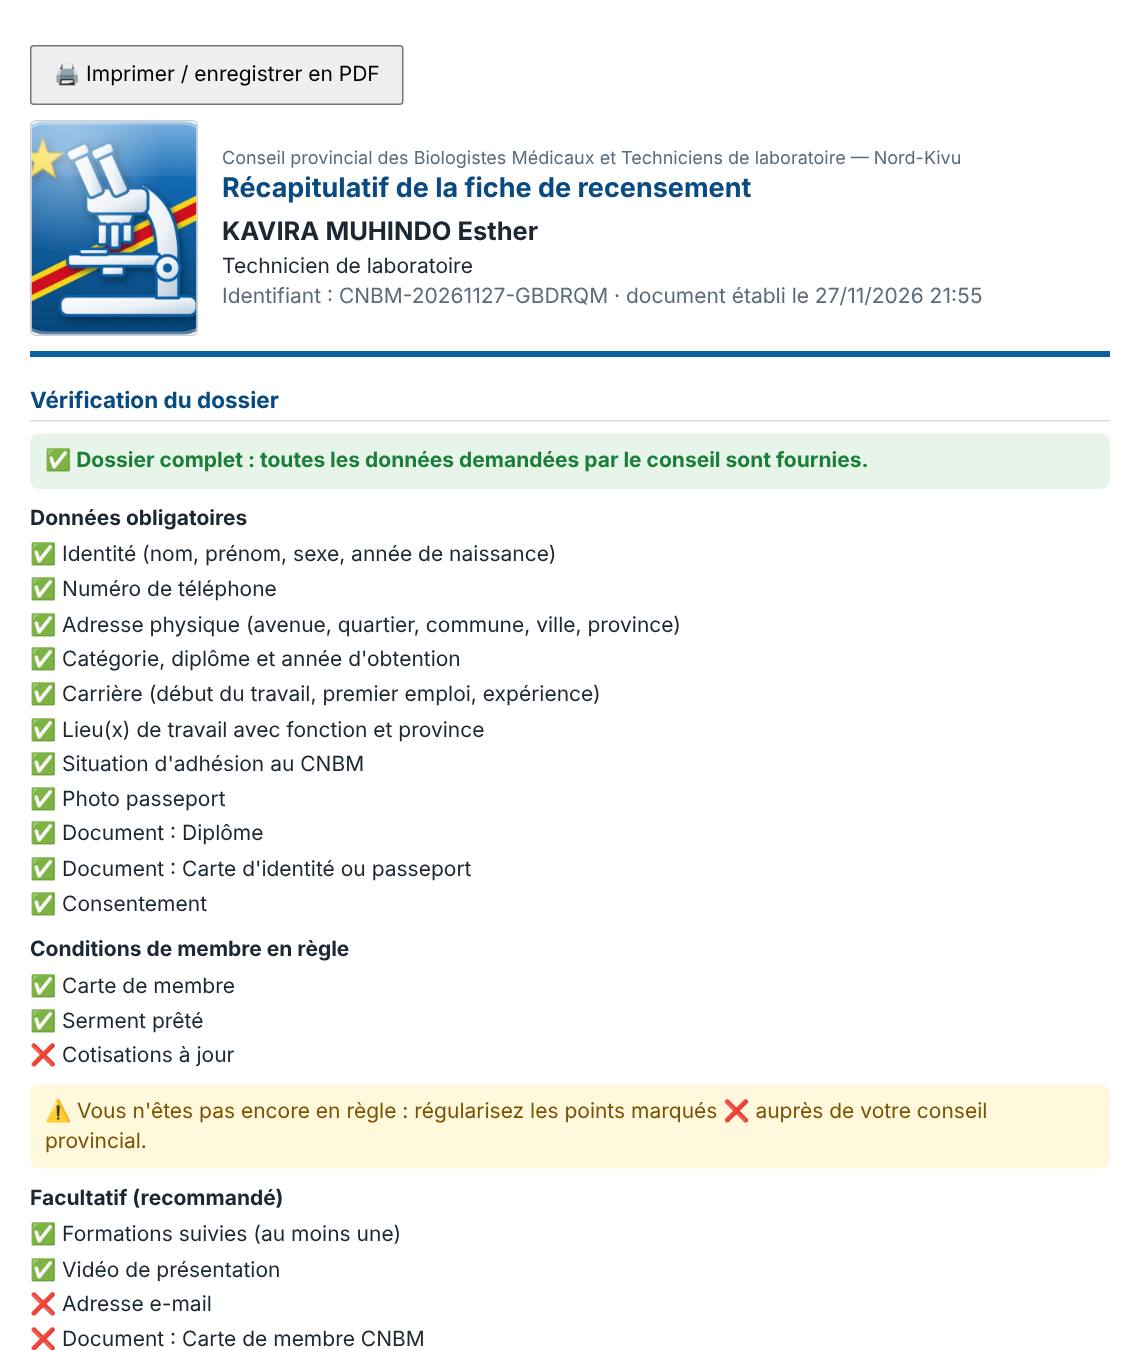 🖨️ Imprimer / enregistrer en PDF
Conseil provincial des Biologistes Médicaux et Techniciens de laboratoire — Nord-Kivu
Récapitulatif de la fiche de recensement
KAVIRA MUHINDO Esther
Technicien de laboratoire
Identifiant : CNBM-20261127-GBDRQM · document établi le 27/11/2026 21:55
Vérification du dossier
✅ Dossier complet : toutes les données demandées par le conseil sont fournies.
Données obligatoires
✅ Identité (nom, prénom, sexe, année de naissance)
✅ Numéro de téléphone
✅ Adresse physique (avenue, quartier, commune, ville, province)
✅ Catégorie, diplôme et année d'obtention
✅ Carrière (début du travail, premier emploi, expérience)
✅ Lieu(x) de travail avec fonction et province
✅ Situation d'adhésion au CNBM
✅ Photo passeport
✅ Document : Diplôme
✅ Document : Carte d'identité ou passeport
✅ Consentement
Conditions de membre en règle
✅ Carte de membre
✅ Serment prêté
❌ Cotisations à jour
⚠️ Vous n'êtes pas encore en règle : régularisez les points marqués ❌ auprès de votre conseil
provincial.
Facultatif (recommandé)
✅ Formations suivies (au moins une)
✅ Vidéo de présentation
❌ Adresse e-mail
❌ Document : Carte de membre CNBM